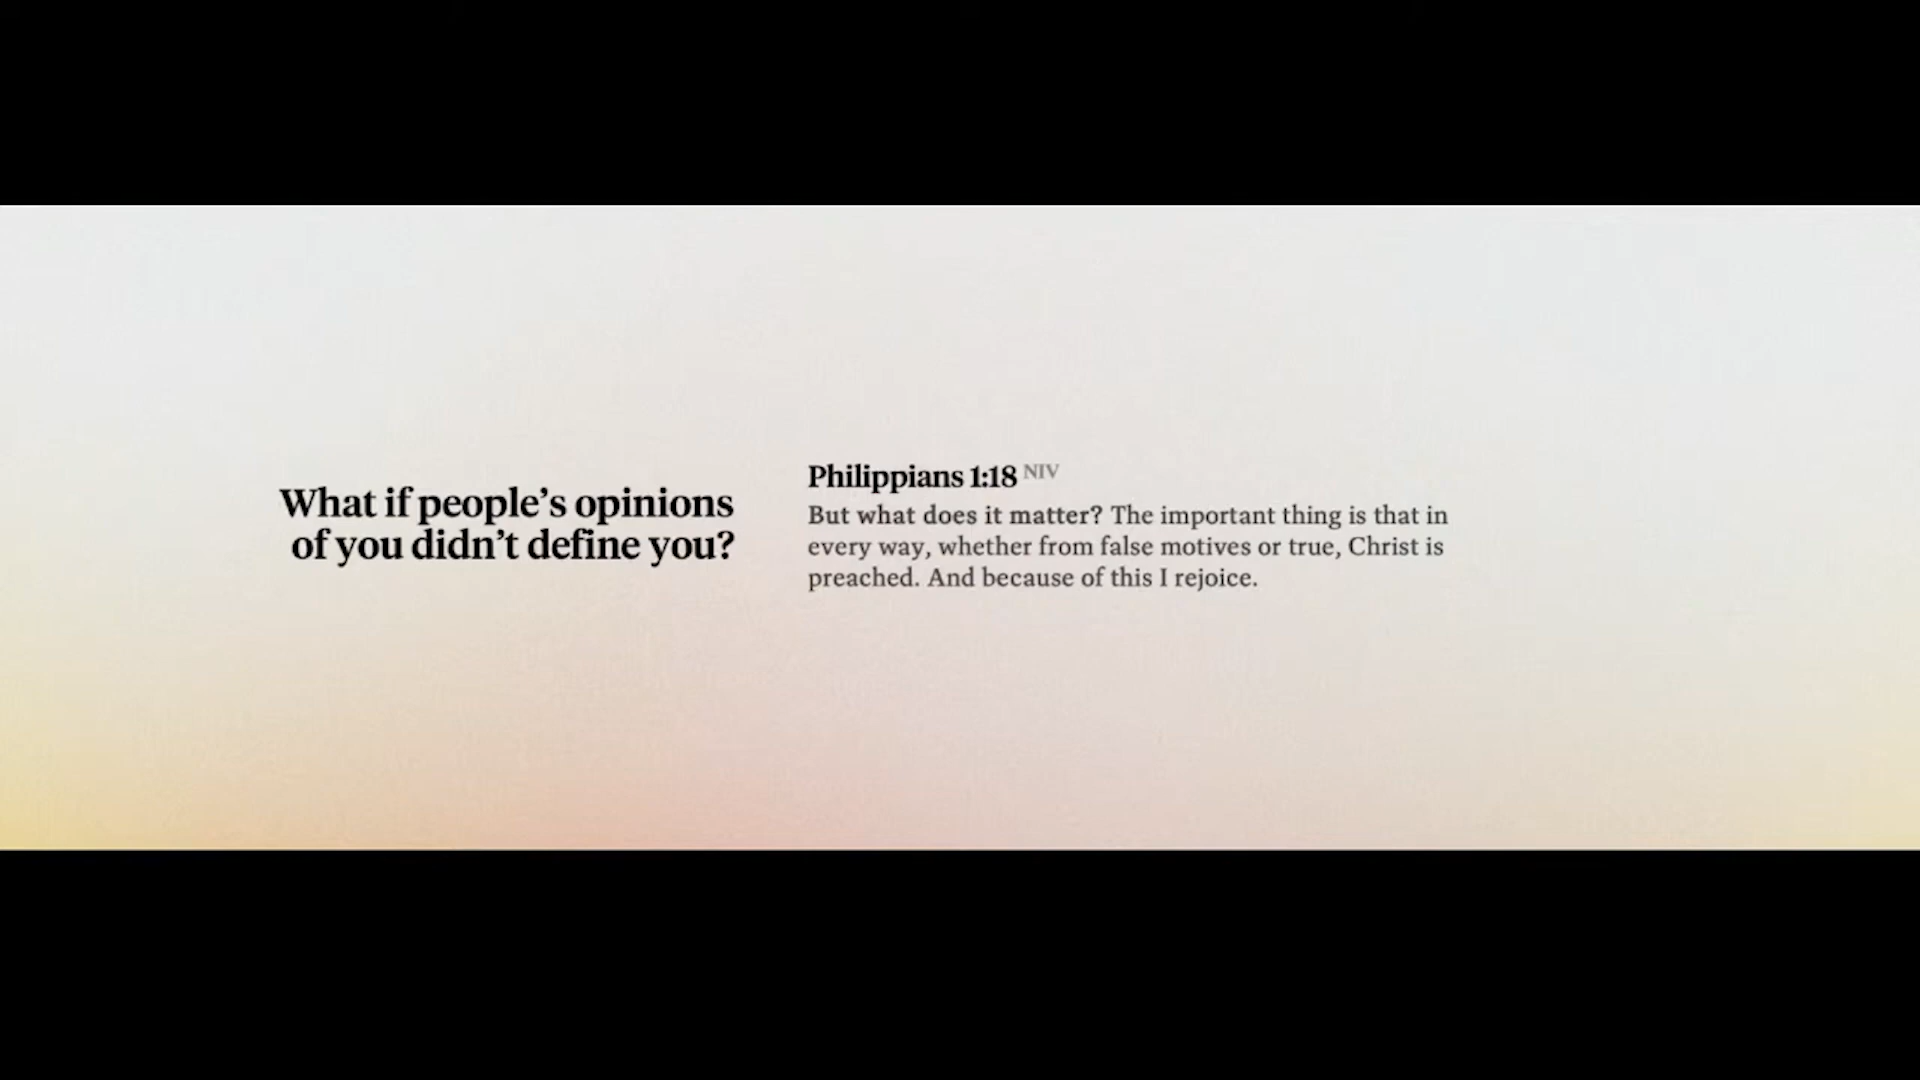 What if people’s opinions
of you didn’t define you?
Philippians 1:18 NIV
But what does it matter? The important thing is that in
every way, whether from false motives or true, Christ is
preached. And because of this I rejoice.